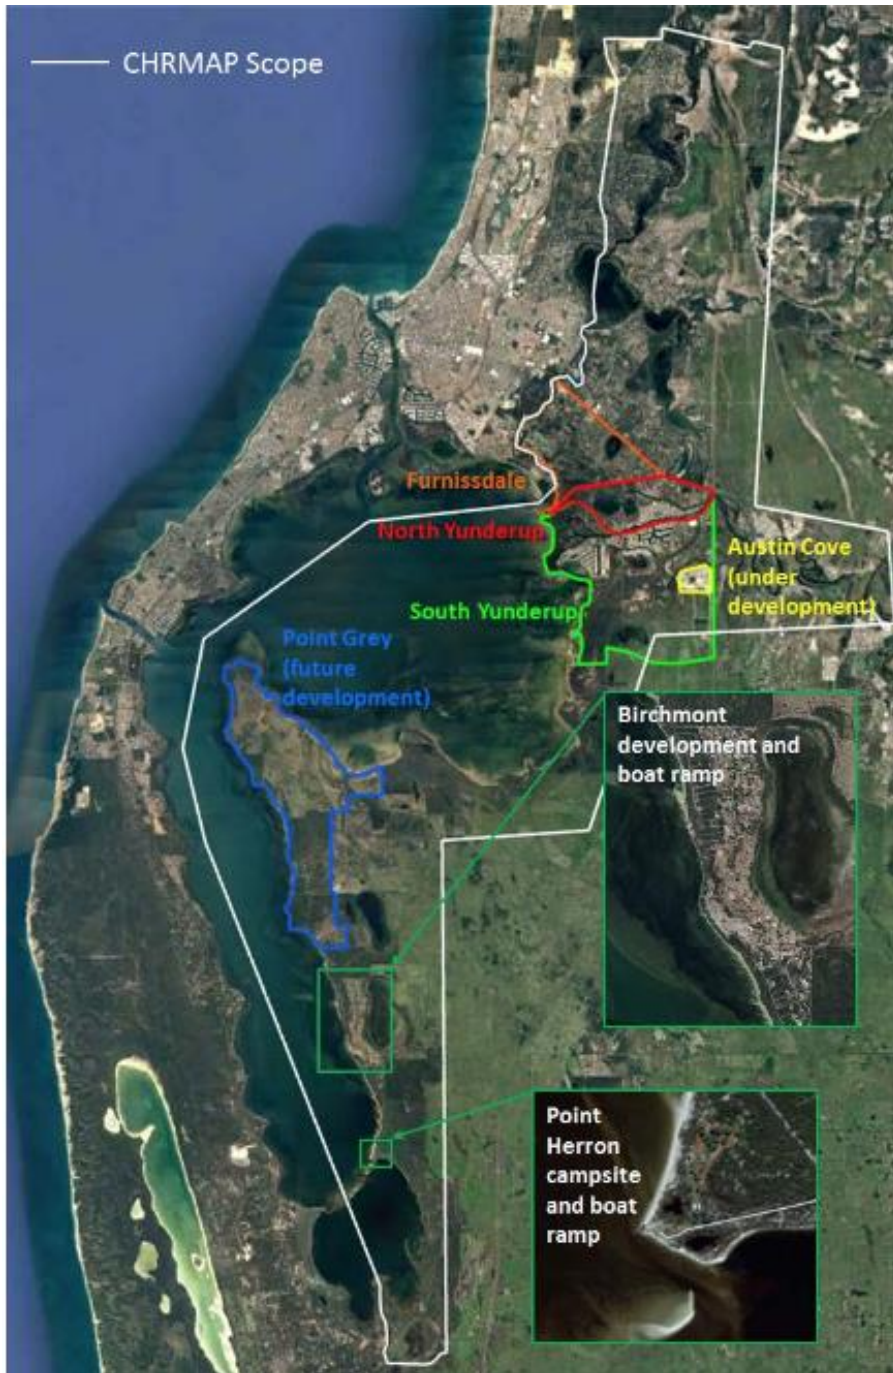 CHRMAP Scope
Furnissdale
North Yunderup
Austin Cove
(under
development)
South Yunderup
Point Grey
(future
development)
Birchmont
development and
boat ramp
Point
Herron
campsite
and boat
ramp